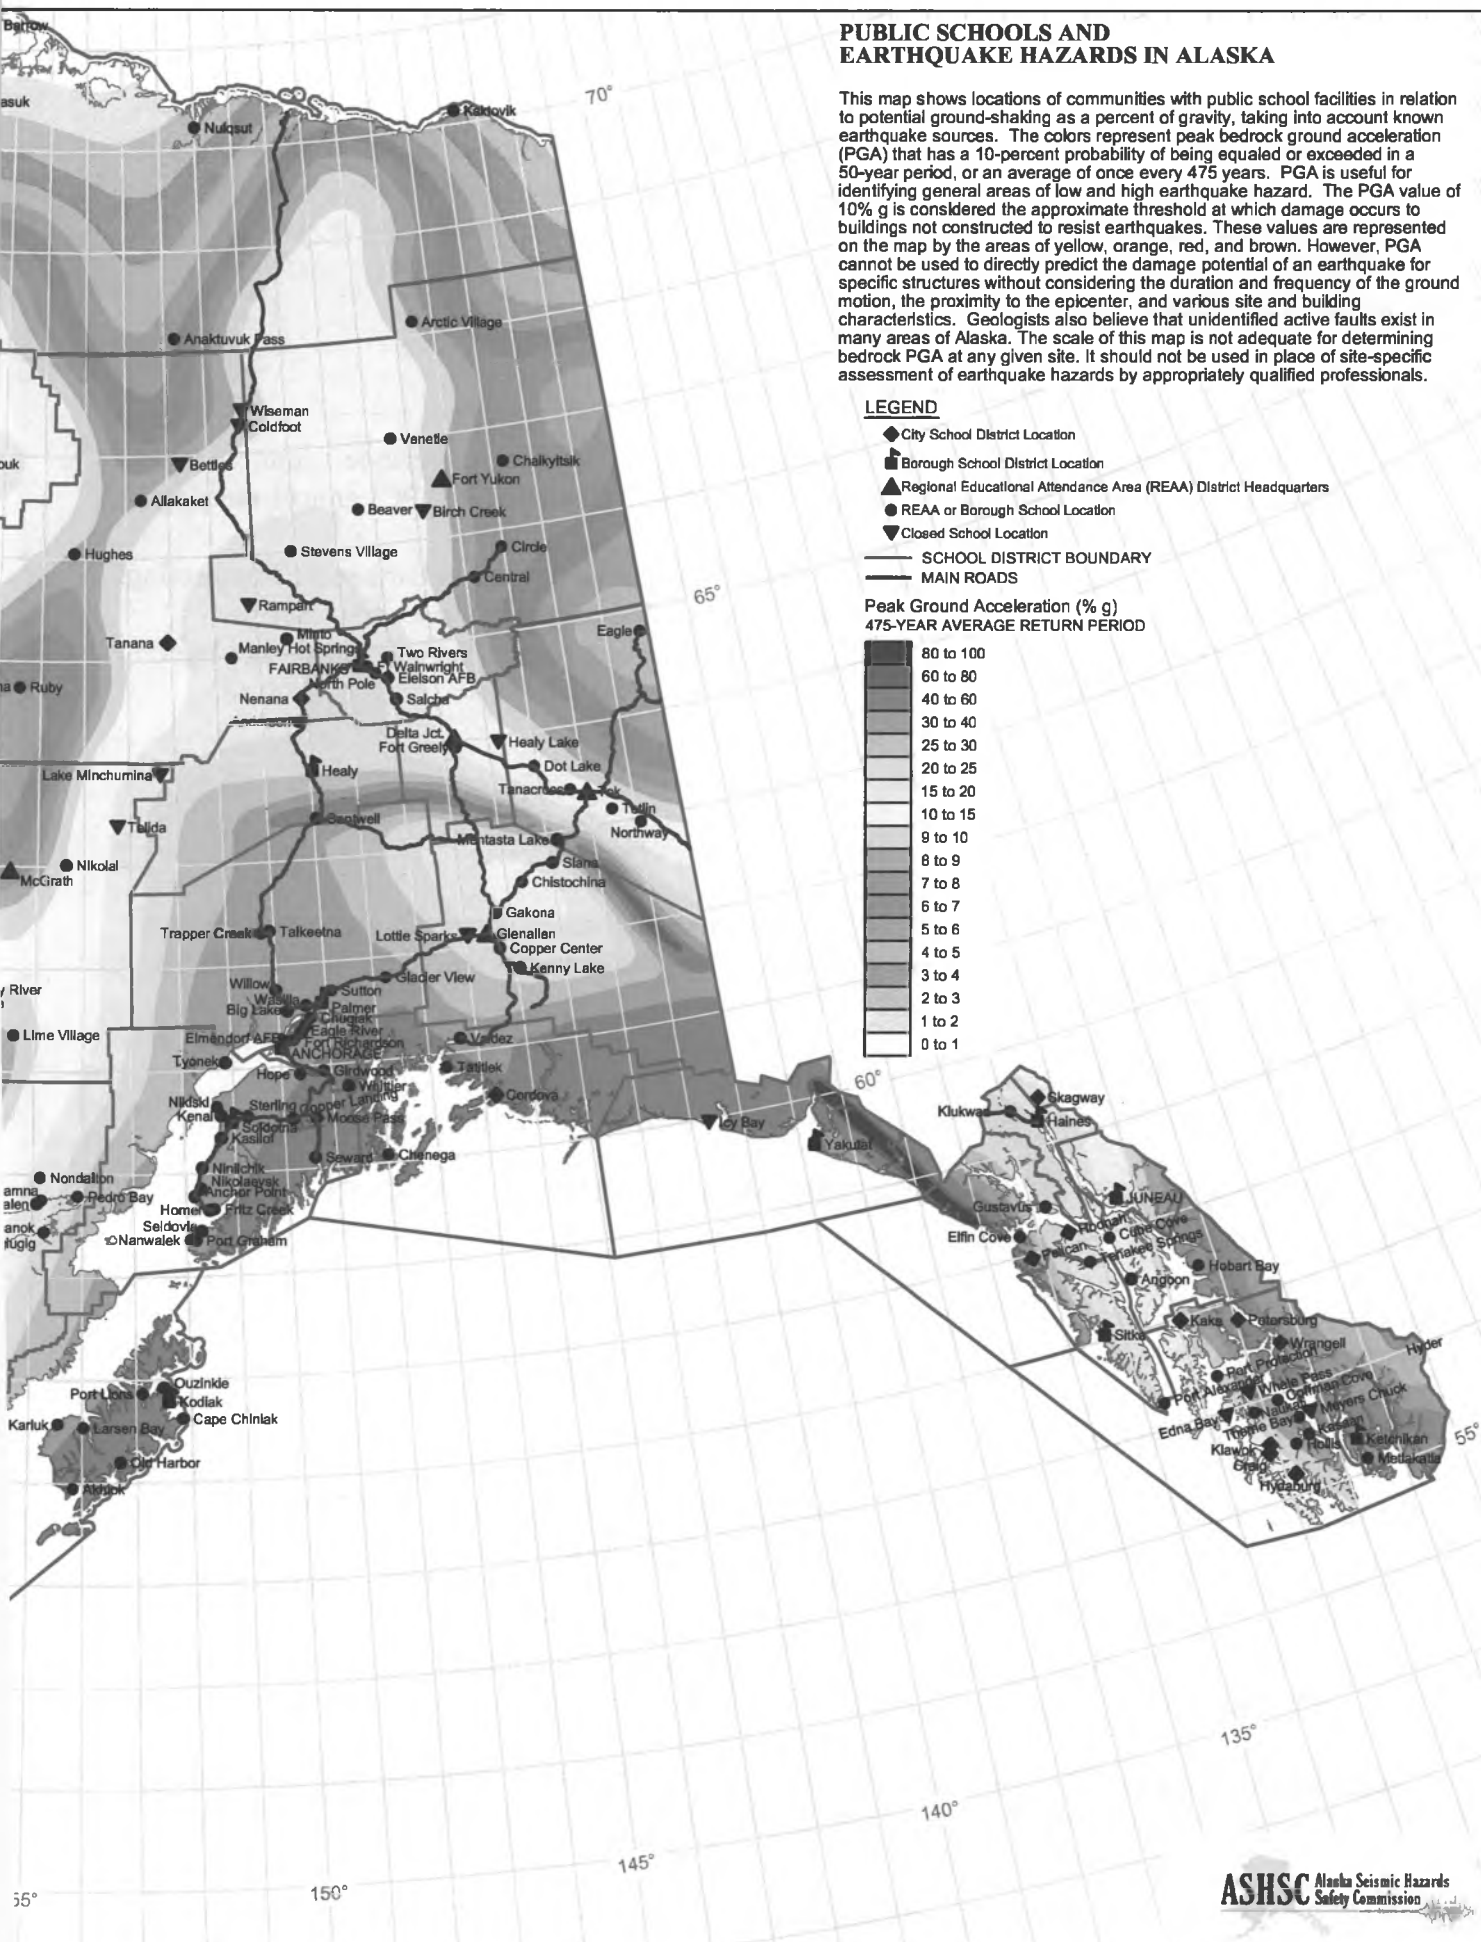 PUBLIC SCHOOLS AND
EARTHQUAKE HAZARDS IN ALASKA
This map shows locations of communities with public school facilities in relation
to potential ground-shaking as a percent of gravity, taking into account known
earthquake sources. The colors represent peak bedrock ground acceleration
(PGA) that has a 10-percent probability of being equaled or exceeded in a
50-year period, or an average of once every 475 years. PGA is useful for
identifying general areas of low and high earthquake hazard. The PGA value of
10% g is considered the approximate threshold at which damage occurs to
buildings not constructed to resist earthquakes. These values are represented
on the map by the areas of yellow, orange, red, and brown. However, PGA
cannot be used to directly predict the damage potential of an earthquake for
specific structures without considering the duration and frequency of the ground
motion, the proximity to the epicenter, and various site and building
characteristics. Geologists also believe that unidentified active faults exist in
many areas of Alaska. The scale of this map is not adequate for determining
bedrock PGA at any given site. It should not be used in place of site-specific
assessment of earthquake hazards by appropriately qualified professionals.
LEGEND
City School District Location
Borough School District Location
Regional Educational Attendance Area (REAA) District Headquarters
REAA or Borough School Location
Closed School Location
SCHOOL DISTRICT BOUNDARY
MAIN ROADS
Peak Ground Acceleration (% g)
475-YEAR AVERAGE RETURN PERIOD
80 to 100
60 to 80
40 to 60
30 to 40
25 to 30
20 to 25
15 to 20
10 to 15
9 to 10
8 to 9
7 to 8
6 to 7
5 to 6
4 to 5
3 to 4
2 to 3
1 to 2
0 to 1
Barrow
asuk
Nuiqsut
Kaktovik
70°
Anaktuvuk Pass
Arctic Village
Wiseman
Coldfoot
Venetie
ouk
Bettles
Chalkyitsik
Fort Yukon
Allakaket
Beaver
Birch Creek
Hughes
Stevens Village
Circle
Central
65°
Rampart
Eagle
Tanana
Minto
Manley Hot Springs
Two Rivers
FAIRBANKS
Ft Wainwright
North Pole
Eielson AFB
na
Ruby
Nenana
Salcha
Anderson
Delta Jct.
Fort Greely
Healy Lake
Lake Minchumina
Healy
Dot Lake
Tanacross
Tok
Telida
Cantwell
Tetlin
Northway
Mentasta Lake
Nikolai
McGrath
Slana
Chistochina
Gakona
Trapper Creek
Talkeetna
Lottie Sparks
Glenallen
Copper Center
Kenny Lake
Glacier View
y River
Willow
Sutton
Wasilla
Big Lake
Palmer
Chugiak
Eagle River
Lime Village
Elmendorf AFB
Fort Richardson
Valdez
ANCHORAGE
Tyonek
Hope
Girdwood
Tatitlek
Whittier
Cordova
60°
Nikiski
Kenai
Sterling
Cooper Landing
Moose Pass
Soldotna
Kasilof
Icy Bay
Yakutat
Seward
Chenega
Nondalton
Ninilchik
Nikolaevsk
amna
alen
Pedro Bay
Anchor Point
Homer
Fritz Creek
anok
iugig
Seldovia
Nanwalek
Port Graham
Skagway
Klukwan
Haines
Gustavus
JUNEAU
Elfin Cove
Hoonah
Cube Cove
Pelican
Tenakee Springs
Hobart Bay
Angoon
Sitka
Kake
Petersburg
Wrangell
Hyder
Port Protection
Port Alexander
Whale Pass
Coffman Cove
Naukati
Meyers Chuck
Edna Bay
Thorne Bay
Kasaan
Klawok
Hollis
Ketchikan
Craig
Metlakatla
Hydaburg
55°
Ouzinkie
Port Lions
Kodiak
Karluk
Larsen Bay
Cape Chiniak
Old Harbor
Akhiok
135°
140°
145°
150°
55°
ASHSC Alaska Seismic Hazards
Safety Commission